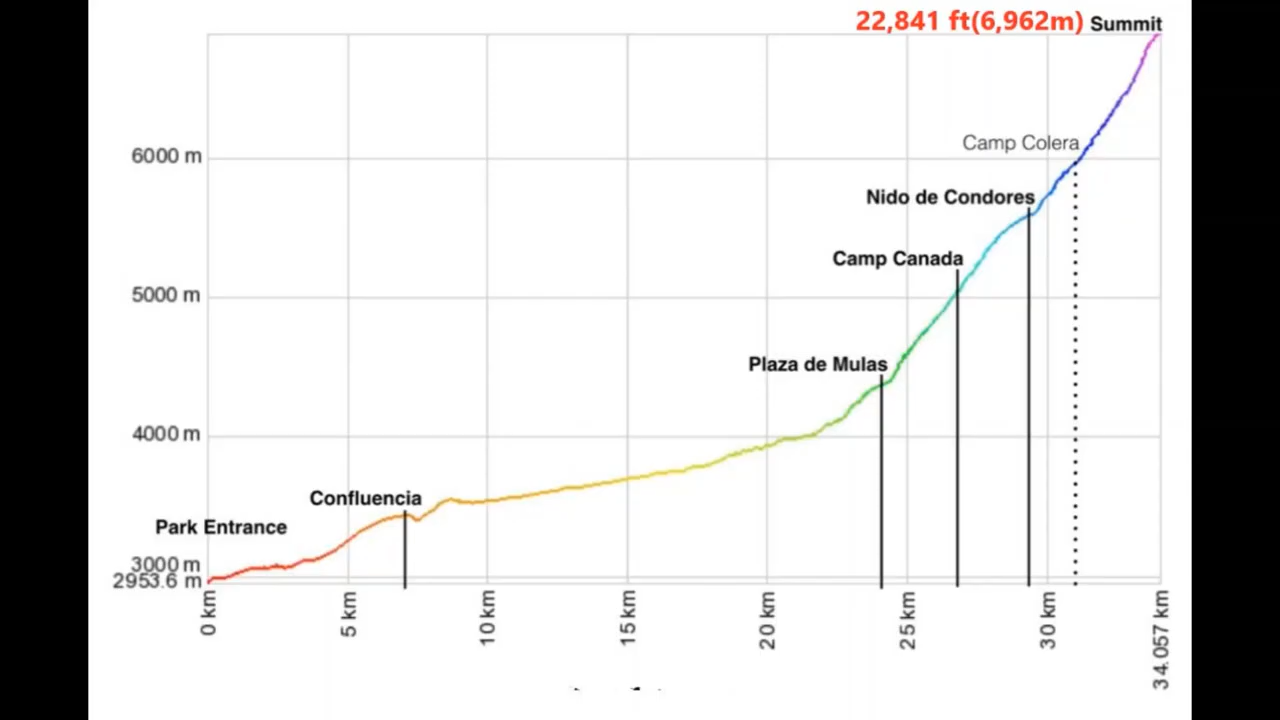 22,841 ft(6,962m) Summit
Camp Colera
6000 m
Nido de Condores
Camp Canada
5000 m
Plaza de Mulas
4000 m
Confluencia
Park Entrance
3000 m
2953.6 m
0 km
5 km
10 km
15 km
20 km
25 km
30 km
34.057 km